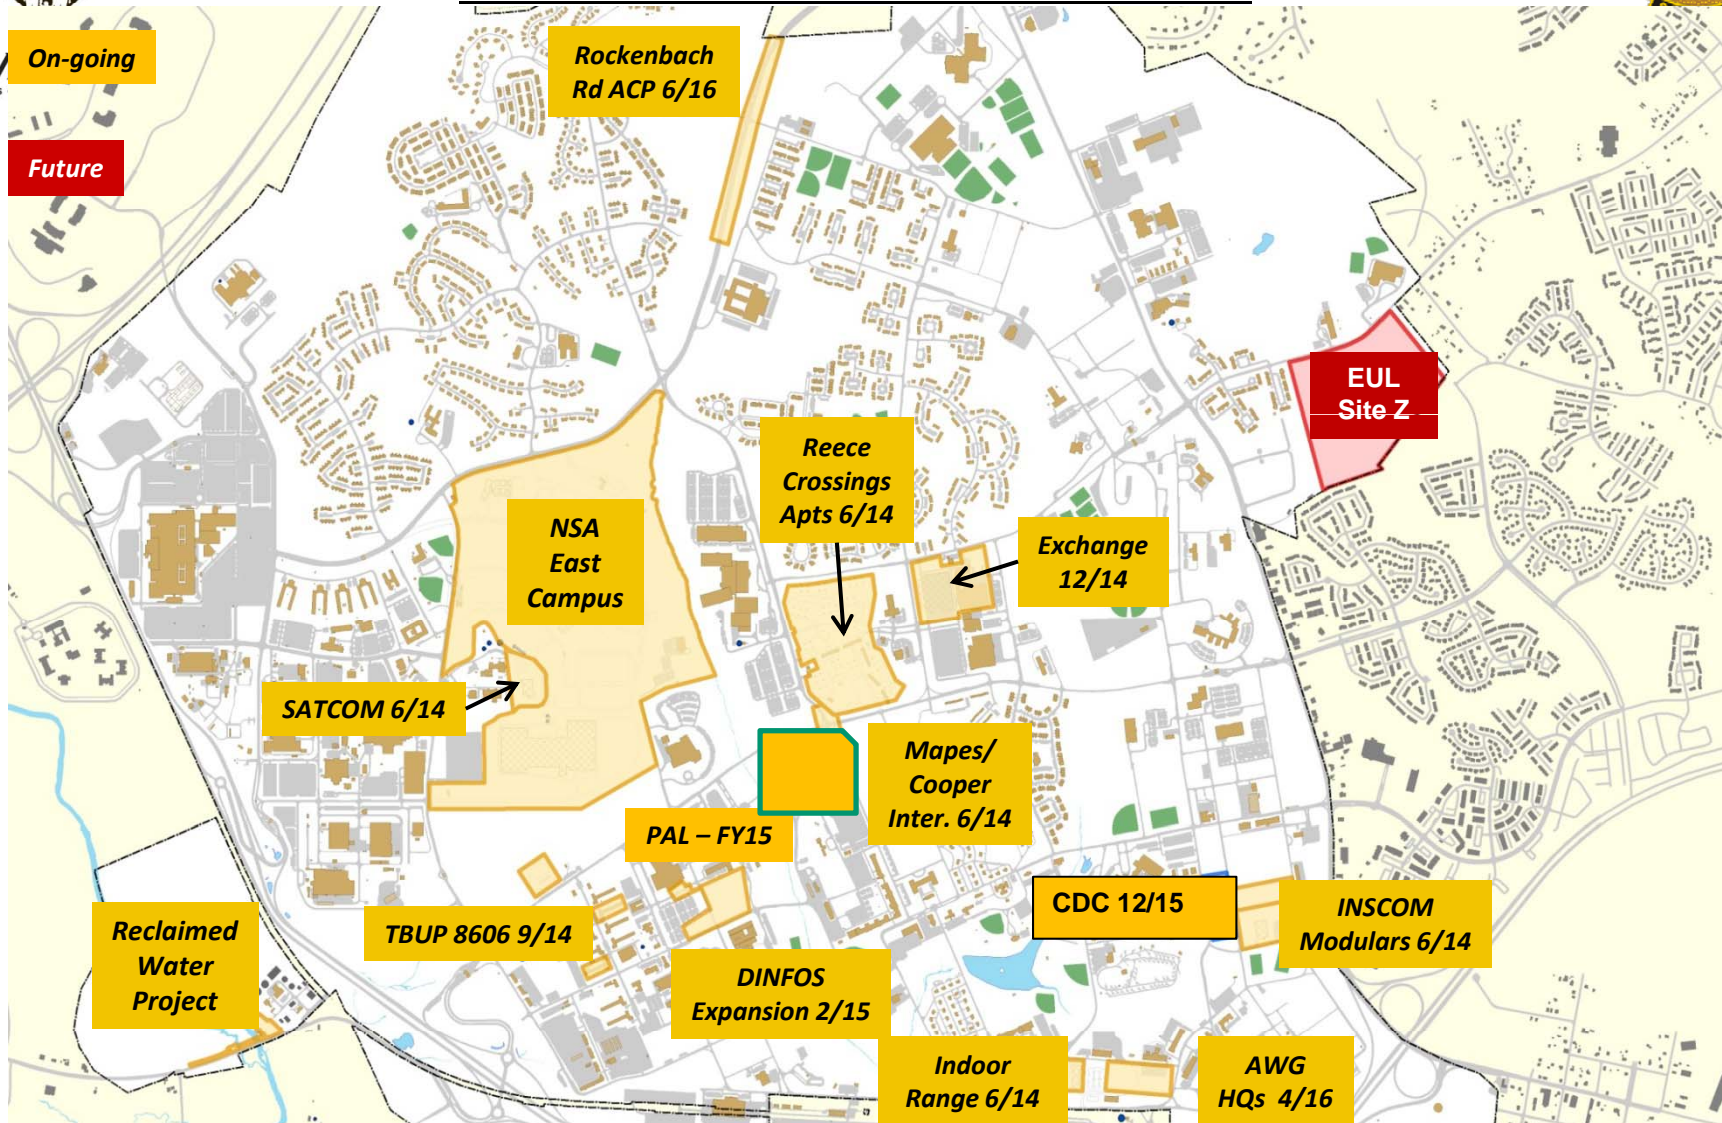 On-going
Future
Rockenbach
Rd ACP 6/16
EUL
Site Z
Reece
Crossings
Apts 6/14
NSA
East
Campus
Exchange
12/14
SATCOM 6/14
Mapes/
Cooper
Inter. 6/14
PAL – FY15
CDC 12/15
INSCOM
Modulars 6/14
TBUP 8606 9/14
Reclaimed
Water
Project
DINFOS
Expansion 2/15
Indoor
Range 6/14
AWG
HQs 4/16